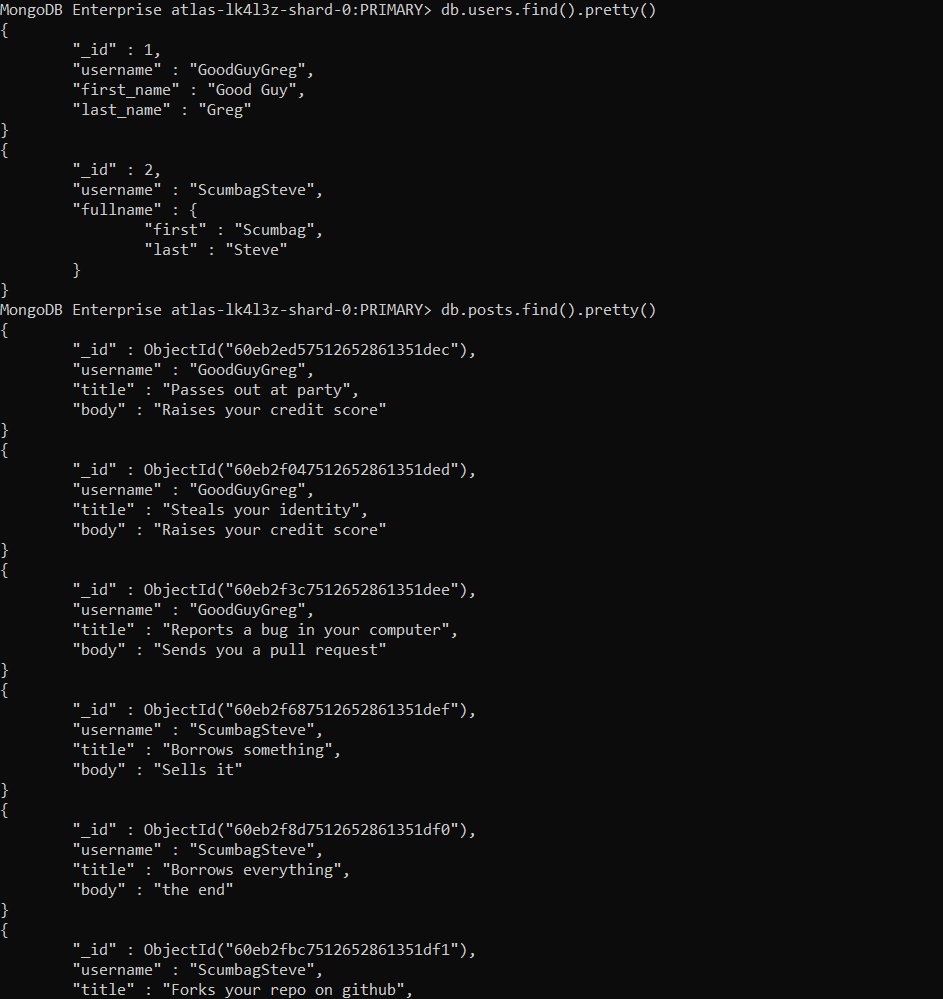 MongoDB Enterprise atlas-lk4l3z-shard-0:PRIMARY> db.users.find().pretty()
{
        "_id" : 1,
        "username" : "GoodGuyGreg",
        "first_name" : "Good Guy",
        "last_name" : "Greg"
}
{
        "_id" : 2,
        "username" : "ScumbagSteve",
        "fullname" : {
                "first" : "Scumbag",
                "last" : "Steve"
        }
}
MongoDB Enterprise atlas-lk4l3z-shard-0:PRIMARY> db.posts.find().pretty()
{
        "_id" : ObjectId("60eb2ed57512652861351dec"),
        "username" : "GoodGuyGreg",
        "title" : "Passes out at party",
        "body" : "Raises your credit score"
}
{
        "_id" : ObjectId("60eb2f047512652861351ded"),
        "username" : "GoodGuyGreg",
        "title" : "Steals your identity",
        "body" : "Raises your credit score"
}
{
        "_id" : ObjectId("60eb2f3c7512652861351dee"),
        "username" : "GoodGuyGreg",
        "title" : "Reports a bug in your computer",
        "body" : "Sends you a pull request"
}
{
        "_id" : ObjectId("60eb2f687512652861351def"),
        "username" : "ScumbagSteve",
        "title" : "Borrows something",
        "body" : "Sells it"
}
{
        "_id" : ObjectId("60eb2f8d7512652861351df0"),
        "username" : "ScumbagSteve",
        "title" : "Borrows everything",
        "body" : "the end"
}
{
        "_id" : ObjectId("60eb2fbc7512652861351df1"),
        "username" : "ScumbagSteve",
        "title" : "Forks your repo on github",